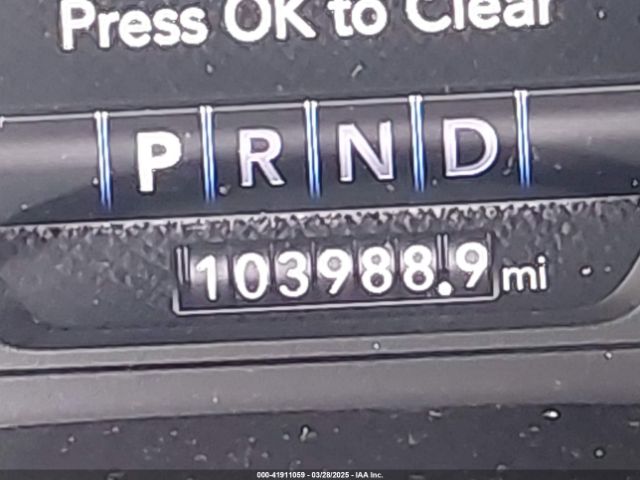 Press OK to Clear
P R N D
103988.9 mi
000-41911059 - 03/28/2025 - IAA Inc.